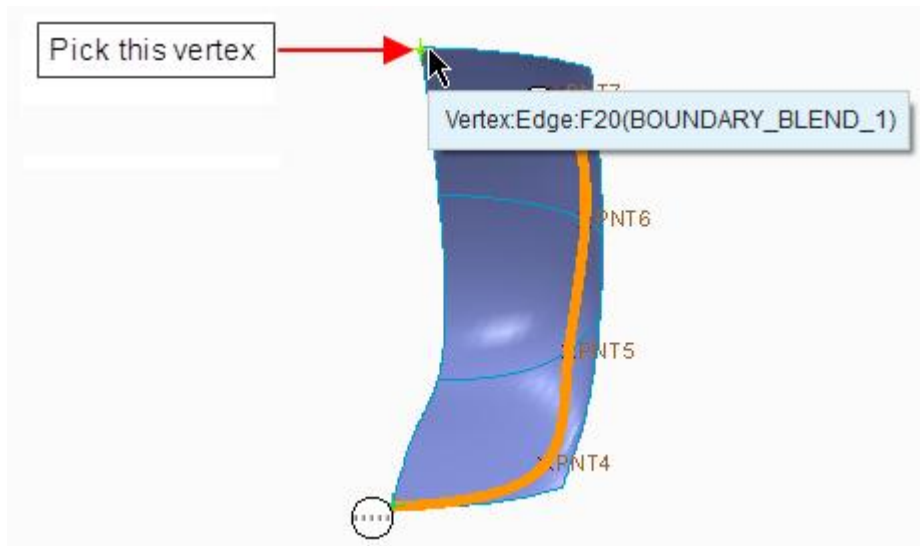 Pick this vertex
Vertex:Edge:F20(BOUNDARY_BLEND_1)
PNT6
PNT5
PNT4